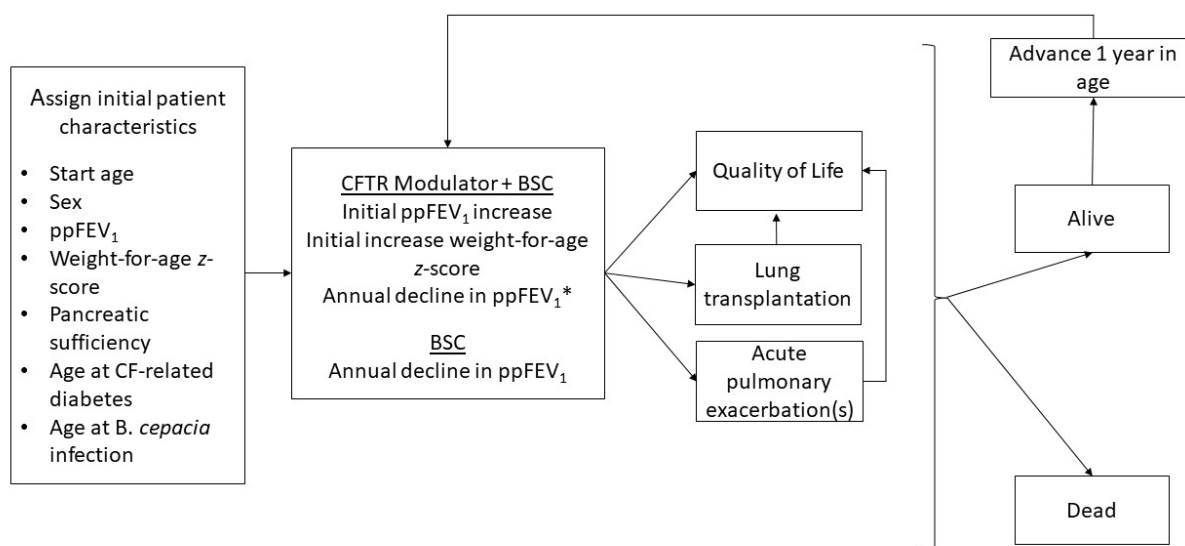 Assign initial patient
characteristics
• Start age
• Sex
• ppFEV₁
• Weight-for-age z-
score
• Pancreatic
sufficiency
• Age at CF-related
diabetes
• Age at B. cepacia
infection
CFTR Modulator + BSC
Initial ppFEV₁ increase
Initial increase weight-for-age
z-score
Annual decline in ppFEV₁*
BSC
Annual decline in ppFEV₁
Quality of Life
Lung
transplantation
Acute
pulmonary
exacerbation(s)
Advance 1 year in
age
Alive
Dead